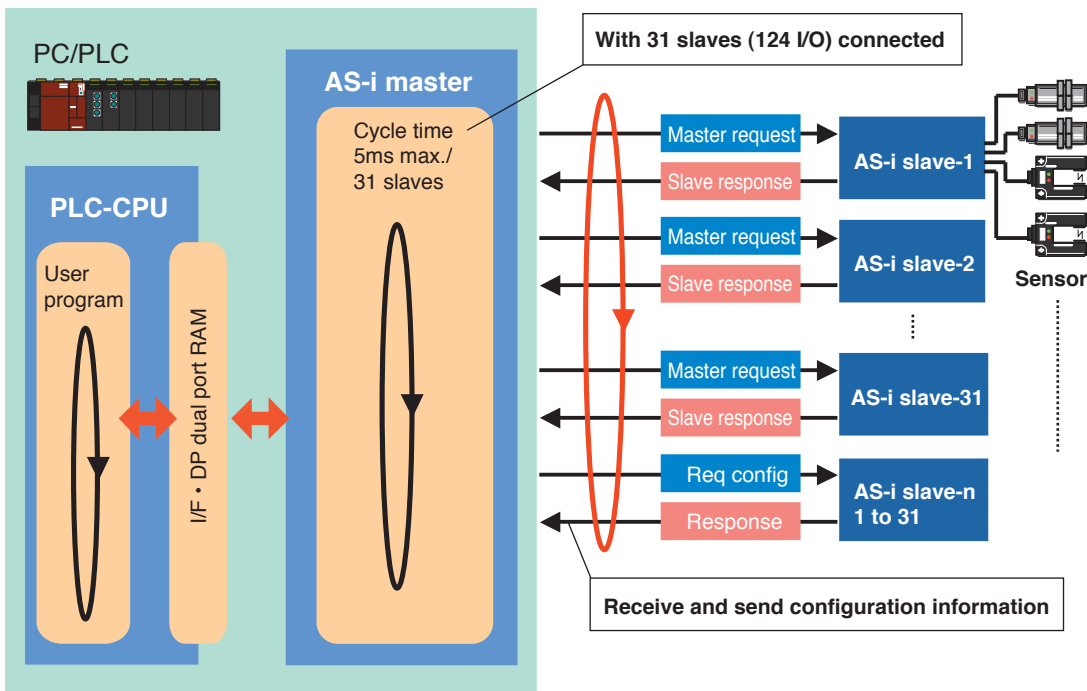 PC/PLC
With 31 slaves (124 I/O) connected
AS-i master
Cycle time
5ms max./
31 slaves
PLC-CPU
User
program
I/F・DP dual port RAM
Master request
Slave response
AS-i slave-1
Master request
Slave response
AS-i slave-2
Sensor
Master request
Slave response
AS-i slave-31
Req config
Response
AS-i slave-n
1 to 31
Receive and send configuration information